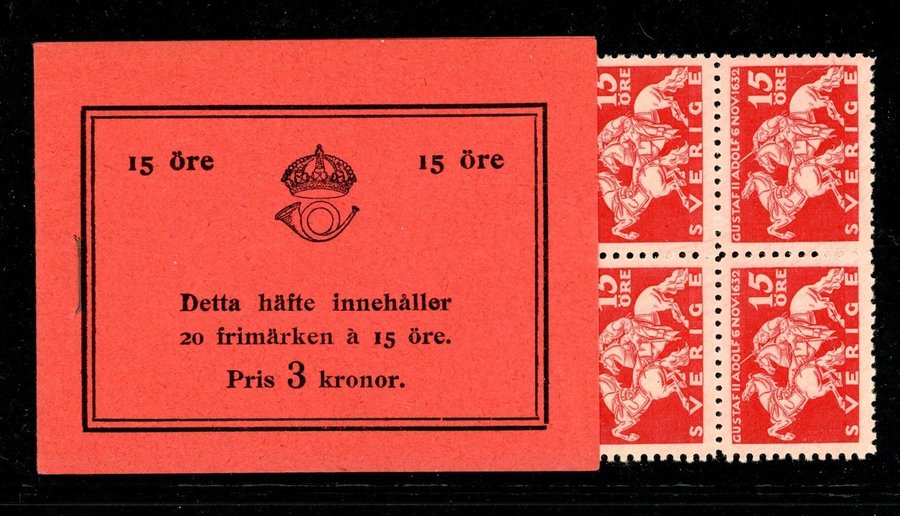 15 öre 15 öre
Detta häfte innehåller
20 frimärken à 15 öre.
Pris 3 kronor.
15
ÖRE
SVERIGE
GUSTAF II ADOLF 6 NOV. 1632
15
ÖRE
SVERIGE
15
ÖRE
SVERIGE
GUSTAF II ADOLF 6 NOV. 1632
15
ÖRE
SVERIGE